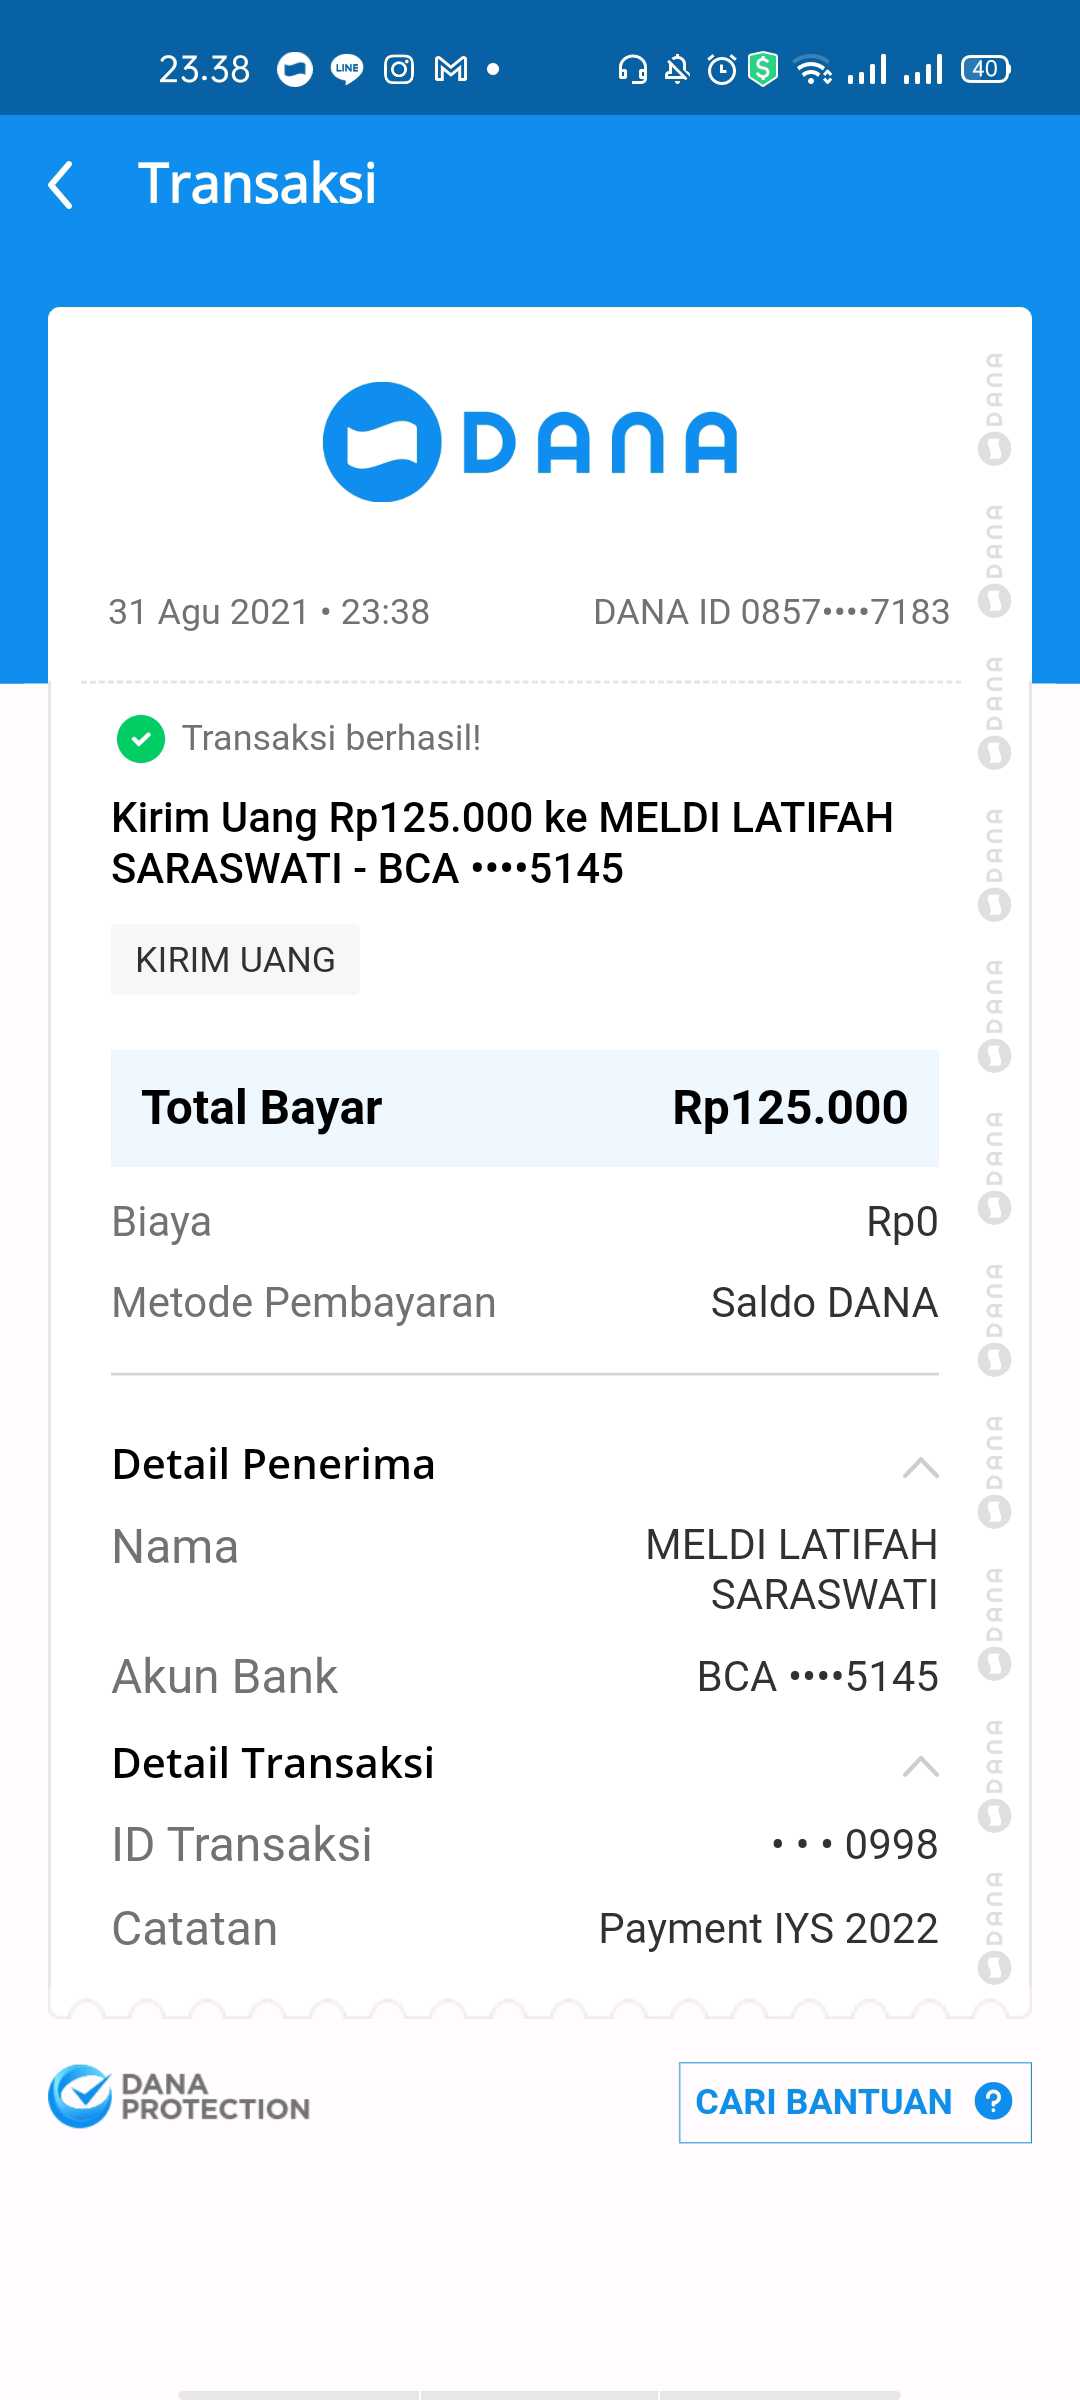 23.38 LINE 40
Transaksi
DANA
31 Agu 2021 • 23:38 DANA ID 0857••••7183
Transaksi berhasil!
Kirim Uang Rp125.000 ke MELDI LATIFAH
SARASWATI - BCA ••••5145
KIRIM UANG
Total Bayar Rp125.000
Biaya Rp0
Metode Pembayaran Saldo DANA
Detail Penerima
Nama MELDI LATIFAH
SARASWATI
Akun Bank BCA ••••5145
Detail Transaksi
ID Transaksi • • • 0998
Catatan Payment IYS 2022
DANA
DANA
DANA
DANA
DANA
DANA
DANA
DANA
DANA
DANA
DANA
DANA
PROTECTION
CARI BANTUAN ?